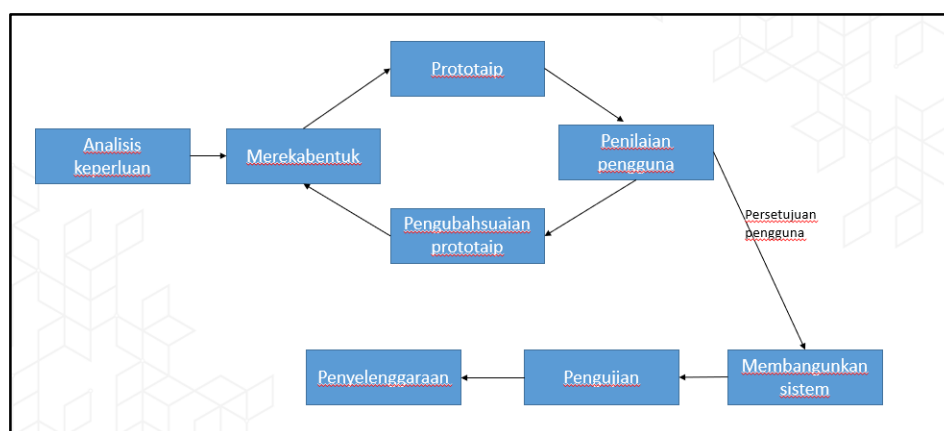 Prototaip
Analisis
keperluan
Merekabentuk
Penilaian
pengguna
Pengubahsuaian
prototaip
Persetujuan
pengguna
Penyelenggaraan
Pengujian
Membangunkan
sistem